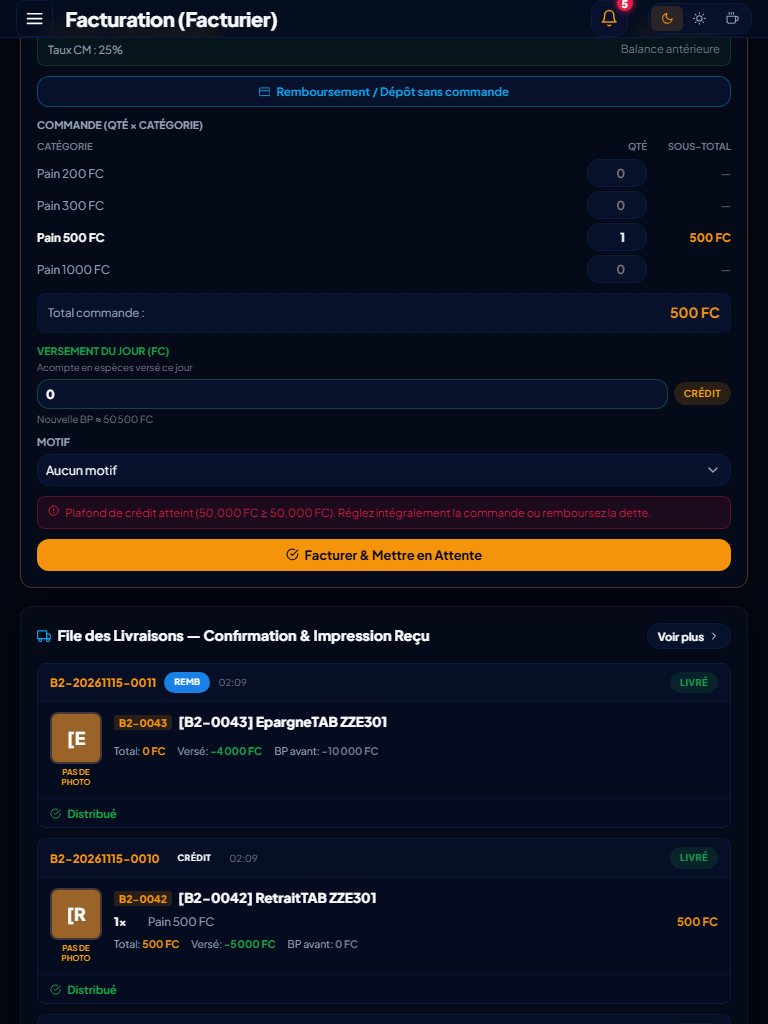 Facturation (Facturier)
5
Taux CM : 25%
Balance antérieure
Remboursement / Dépôt sans commande
COMMANDE (QTÉ × CATÉGORIE)
CATÉGORIE QTÉ SOUS-TOTAL
Pain 200 FC 0 —
Pain 300 FC 0 —
Pain 500 FC 1 500 FC
Pain 1000 FC 0 —
Total commande : 500 FC
VERSEMENT DU JOUR (FC)
Acompte en espèces versé ce jour
0 CRÉDIT
Nouvelle BP ≈ 50 500 FC
MOTIF
Aucun motif
Plafond de crédit atteint (50,000 FC ≥ 50,000 FC). Réglez intégralement la commande ou remboursez la dette.
Facturer & Mettre en Attente
File des Livraisons — Confirmation & Impression Reçu
Voir plus
B2-20261115-0011 REMB 02:09 LIVRÉ
[E
PAS DE
PHOTO
B2-0043 [B2-0043] EpargneTAB ZZE301
Total: 0 FC Versé: -4 000 FC BP avant: -10 000 FC
Distribué
B2-20261115-0010 CRÉDIT 02:09 LIVRÉ
[R
PAS DE
PHOTO
B2-0042 [B2-0042] RetraitTAB ZZE301
1× Pain 500 FC 500 FC
Total: 500 FC Versé: -5 000 FC BP avant: 0 FC
Distribué